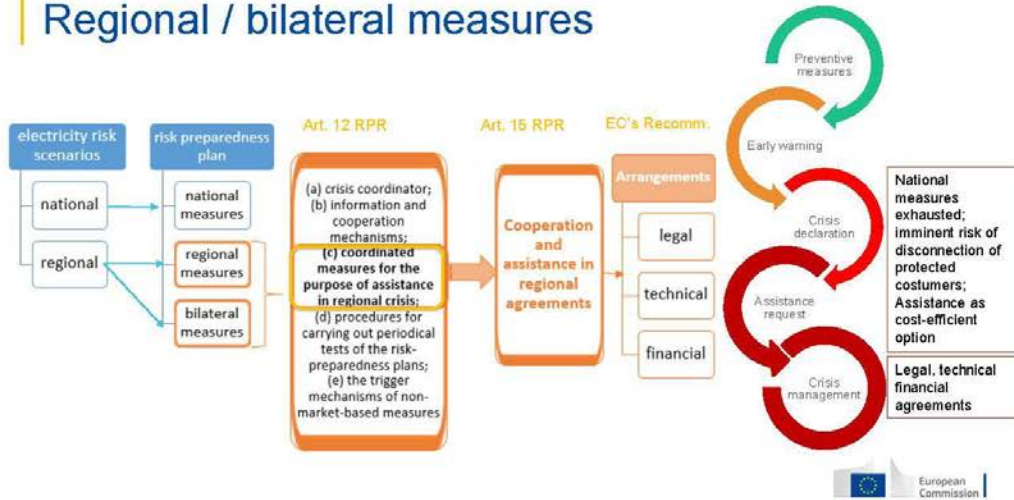 Regional / bilateral measures
electricity risk
scenarios
national
regional
risk preparedness
plan
national
measures
regional
measures
bilateral
measures
Art. 12 RPR
(a) crisis coordinator;
(b) information and
cooperation
mechanisms;
(c) coordinated
measures for the
purpose of assistance
in regional crisis;
(d) procedures for
carrying out periodical
tests of the risk-
preparedness plans;
(e) the trigger
mechanisms of non-
market-based measures
Art. 15 RPR
Cooperation
and
assistance in
regional
agreements
EC's Recomm.
Arrangements
legal
technical
financial
Preventive
measures
Early warning
Crisis
declaration
Assistance
request
Crisis
management
National
measures
exhausted;
imminent risk of
disconnection of
protected
costumers;
Assistance as
cost-efficient
option
Legal, technical
financial
agreements
European
Commission